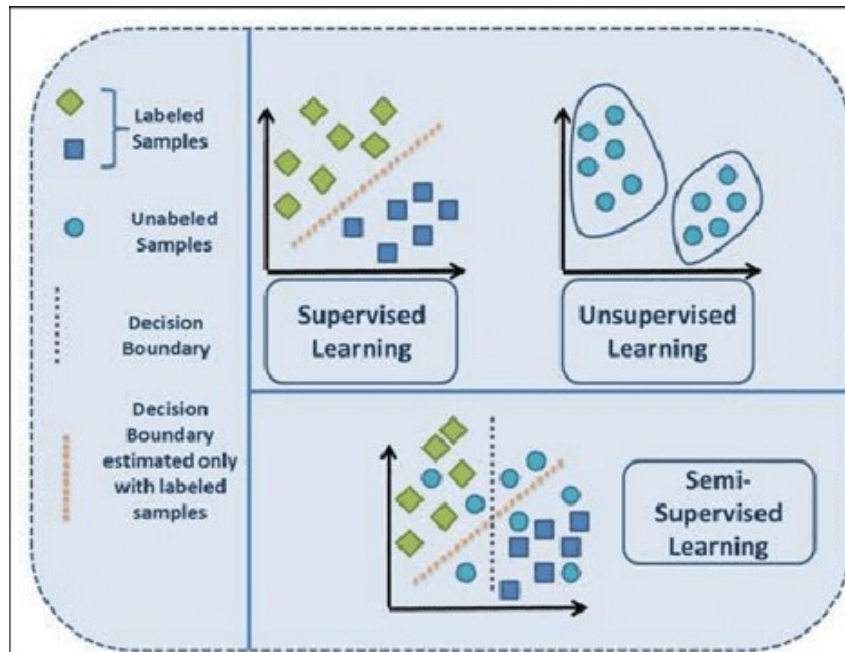 Labeled
Samples
Unabeled
Samples
Decision
Boundary
Decision
Boundary
estimated only
with labeled
samples
Supervised
Learning
Unsupervised
Learning
Semi-
Supervised
Learning